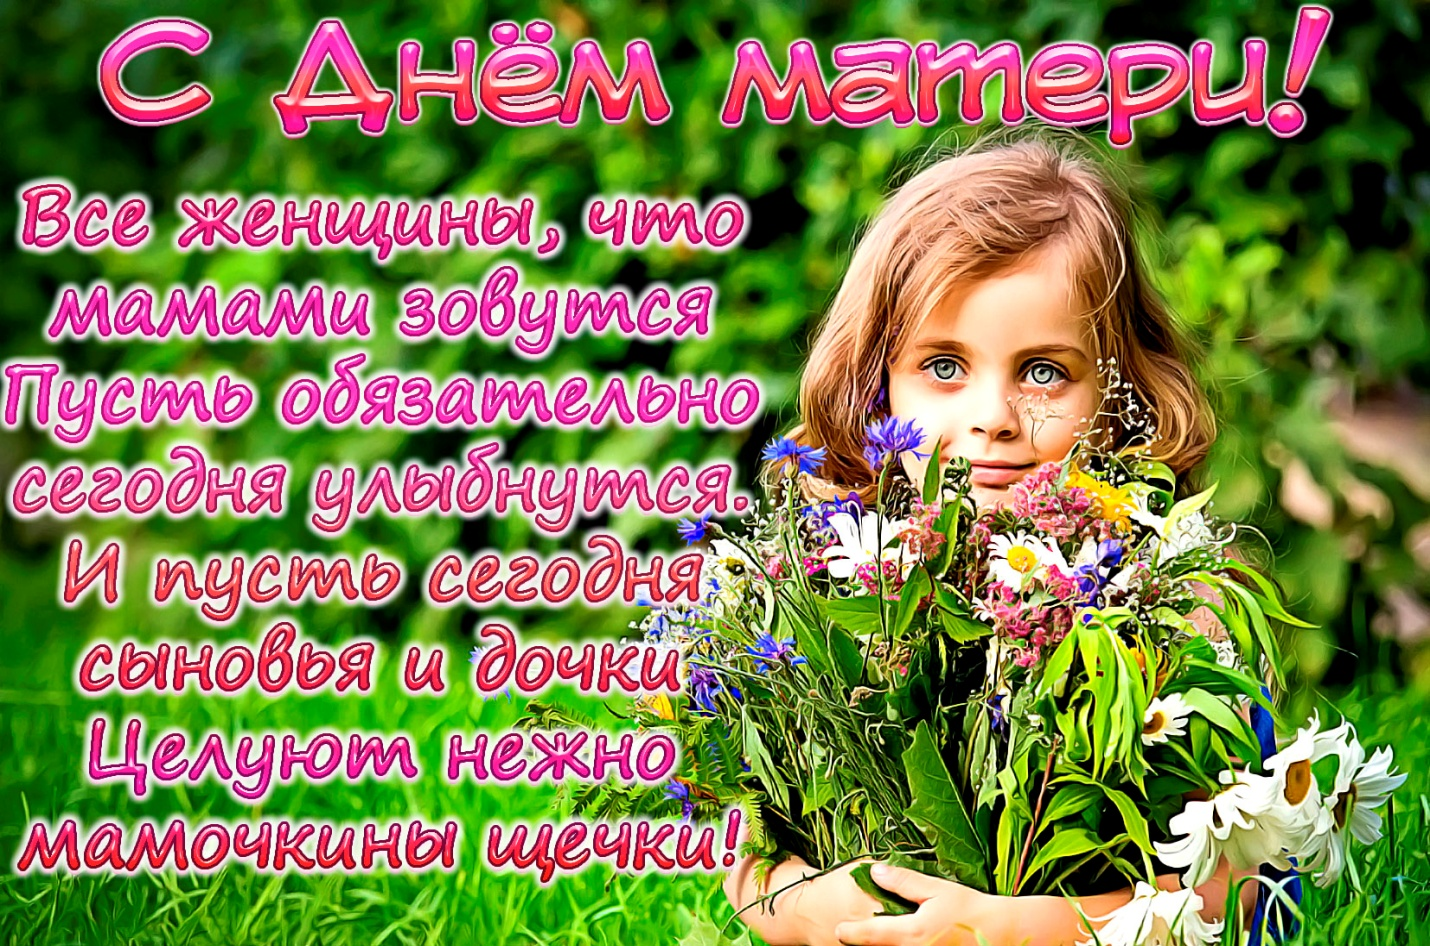 С Днём матери!
Все женщины, что
мамами зовутся
Пусть обязательно
сегодня улыбнутся.
И пусть сегодня
сыновья и дочки
Целуют нежно
мамочкины щечки!